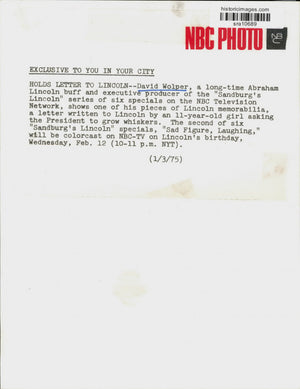 historicimages.com
sra10689
NBC PHOTO
NBC
EXCLUSIVE TO YOU IN YOUR CITY
HOLDS LETTER TO LINCOLN--David Wolper, a long-time Abraham
Lincoln buff and executive producer of the "Sandburg's
Lincoln" series of six specials on the NBC Television
Network, shows one of his pieces of Lincoln memorabilia,
a letter written to Lincoln by an 11-year-old girl asking
the President to grow whiskers. The second of six
"Sandburg's Lincoln" specials, "Sad Figure, Laughing,"
will be colorcast on NBC-TV on Lincoln's birthday,
Wednesday, Feb. 12 (10-11 p.m. NYT).
(1/3/75)